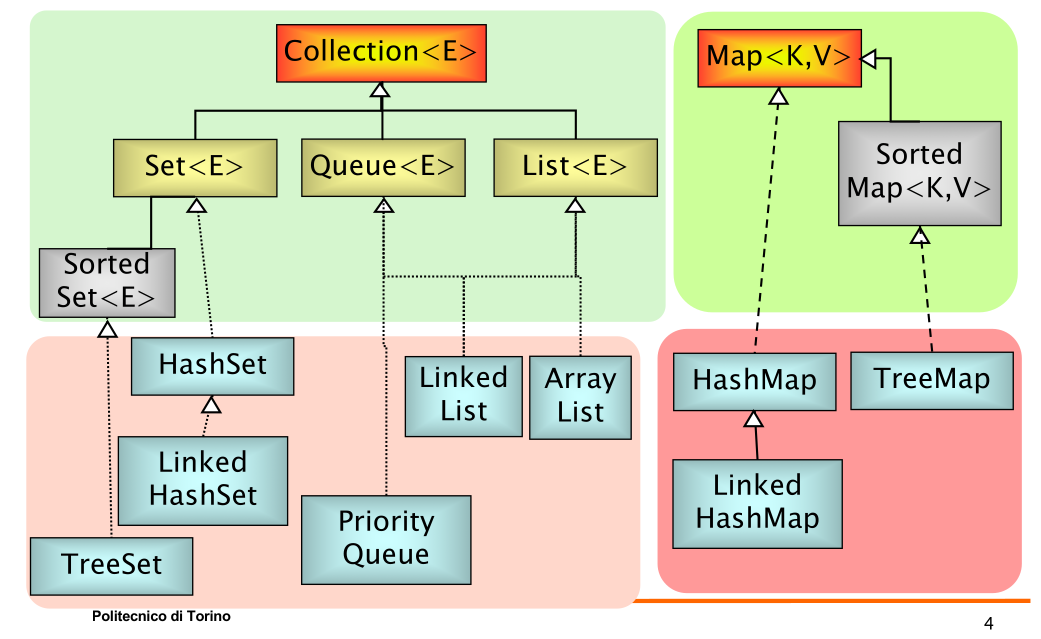 Collection<E>
Map<K,V>
Set<E>
Queue<E>
List<E>
Sorted
Map<K,V>
Sorted
Set<E>
HashSet
Linked
List
Array
List
HashMap
TreeMap
Linked
HashSet
Priority
Queue
Linked
HashMap
TreeSet
Politecnico di Torino
4